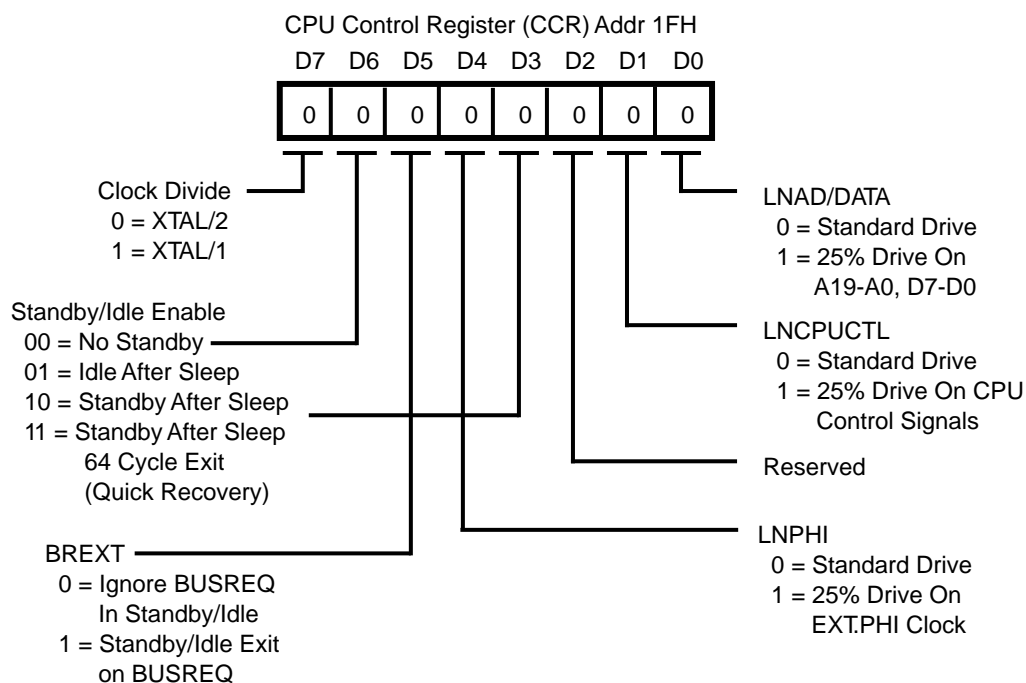 CPU Control Register (CCR) Addr 1FH
D7 D6 D5 D4 D3 D2 D1 D0
0 0 0 0 0 0 0 0
Clock Divide
0 = XTAL/2
1 = XTAL/1
Standby/Idle Enable
00 = No Standby
01 = Idle After Sleep
10 = Standby After Sleep
11 = Standby After Sleep
64 Cycle Exit
(Quick Recovery)
BREXT
0 = Ignore BUSREQ
In Standby/Idle
1 = Standby/Idle Exit
on BUSREQ
LNAD/DATA
0 = Standard Drive
1 = 25% Drive On
A19-A0, D7-D0
LNCPUCTL
0 = Standard Drive
1 = 25% Drive On CPU
Control Signals
Reserved
LNPHI
0 = Standard Drive
1 = 25% Drive On
EXT.PHI Clock